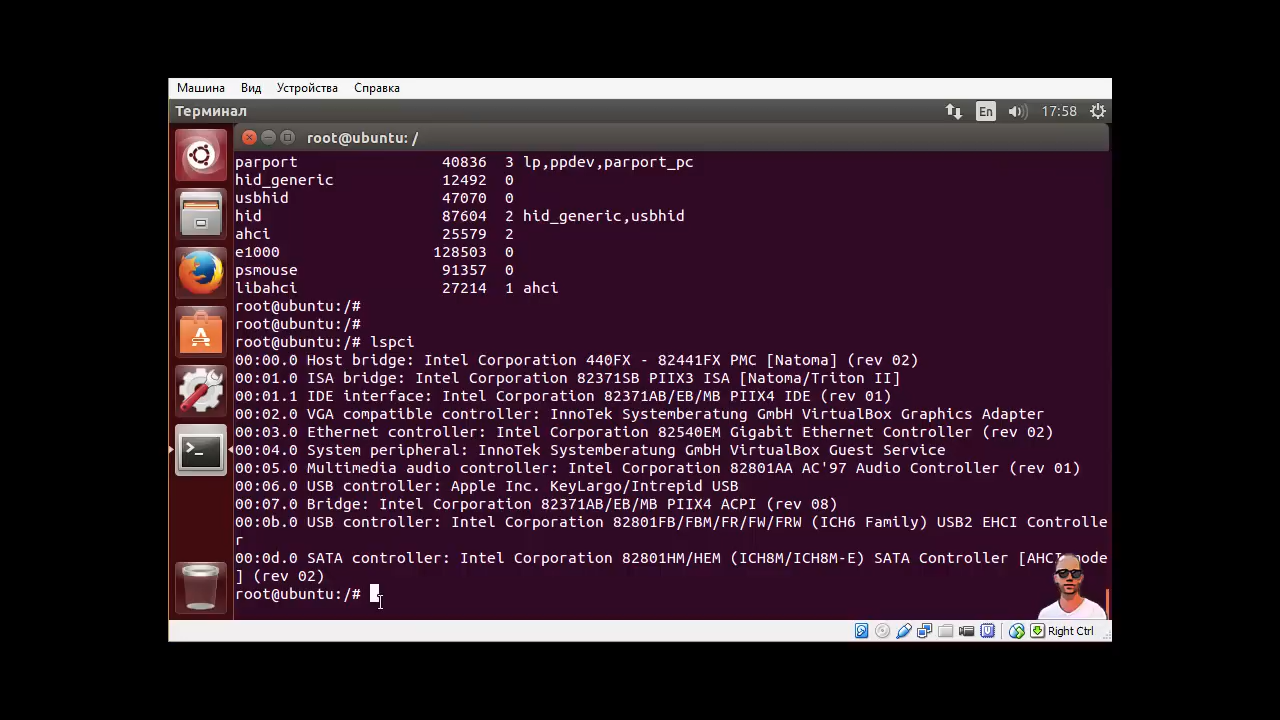 Машина Вид Устройства Справка
Терминал En 17:58
root@ubuntu: /
parport 40836 3 lp,ppdev,parport_pc
hid_generic 12492 0
usbhid 47070 0
hid 87604 2 hid_generic,usbhid
ahci 25579 2
e1000 128503 0
psmouse 91357 0
libahci 27214 1 ahci
root@ubuntu:/#
root@ubuntu:/#
root@ubuntu:/# lspci
00:00.0 Host bridge: Intel Corporation 440FX - 82441FX PMC [Natoma] (rev 02)
00:01.0 ISA bridge: Intel Corporation 82371SB PIIX3 ISA [Natoma/Triton II]
00:01.1 IDE interface: Intel Corporation 82371AB/EB/MB PIIX4 IDE (rev 01)
00:02.0 VGA compatible controller: InnoTek Systemberatung GmbH VirtualBox Graphics Adapter
00:03.0 Ethernet controller: Intel Corporation 82540EM Gigabit Ethernet Controller (rev 02)
00:04.0 System peripheral: InnoTek Systemberatung GmbH VirtualBox Guest Service
00:05.0 Multimedia audio controller: Intel Corporation 82801AA AC'97 Audio Controller (rev 01)
00:06.0 USB controller: Apple Inc. KeyLargo/Intrepid USB
00:07.0 Bridge: Intel Corporation 82371AB/EB/MB PIIX4 ACPI (rev 08)
00:0b.0 USB controller: Intel Corporation 82801FB/FBM/FR/FW/FRW (ICH6 Family) USB2 EHCI Controlle
r
00:0d.0 SATA controller: Intel Corporation 82801HM/HEM (ICH8M/ICH8M-E) SATA Controller [AHCI mode
] (rev 02)
root@ubuntu:/#
Right Ctrl